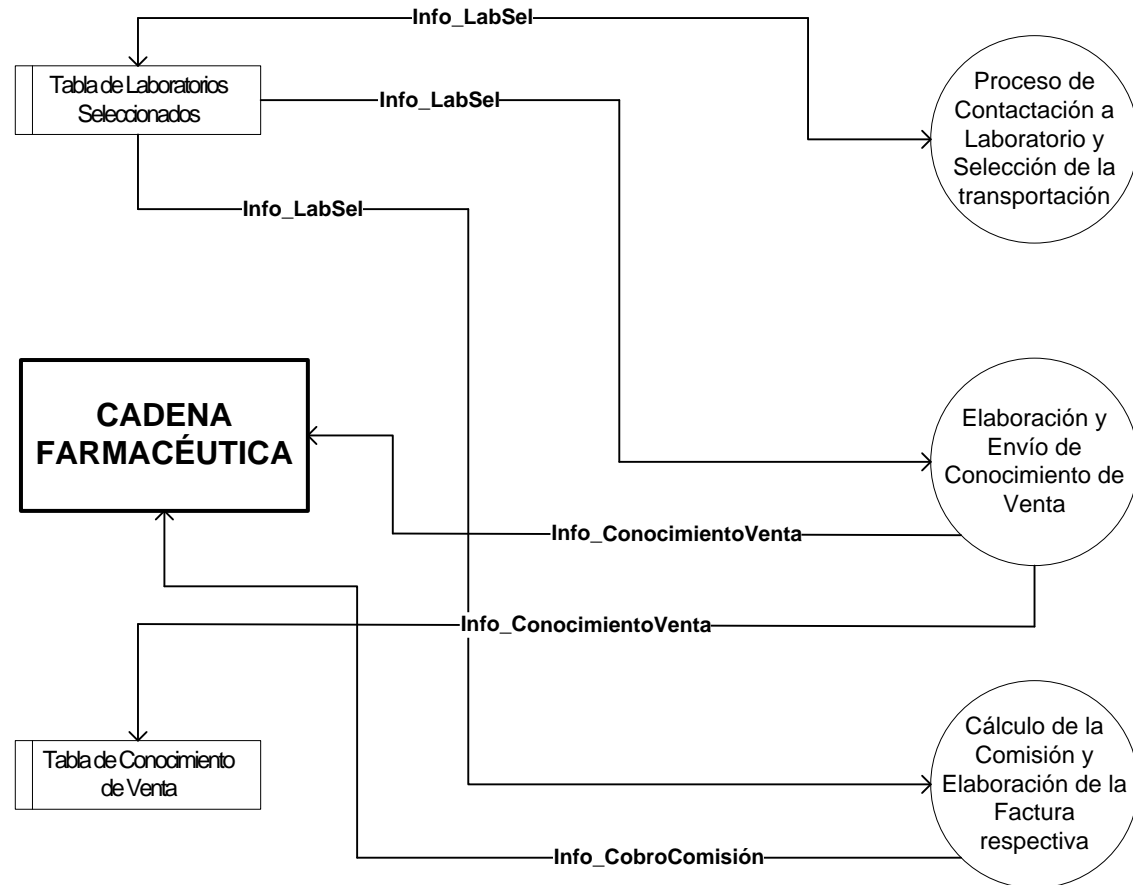 Info_LabSel
Tabla de Laboratorios
Seleccionados
Info_LabSel
Proceso de
Contactación a
Laboratorio y
Selección de la
transportación
Info_LabSel
CADENA
FARMACÉUTICA
Elaboración y
Envío de
Conocimiento de
Venta
Info_ConocimientoVenta
Info_ConocimientoVenta
Tabla de Conocimiento
de Venta
Cálculo de la
Comisión y
Elaboración de la
Factura
respectiva
Info_CobroComisión